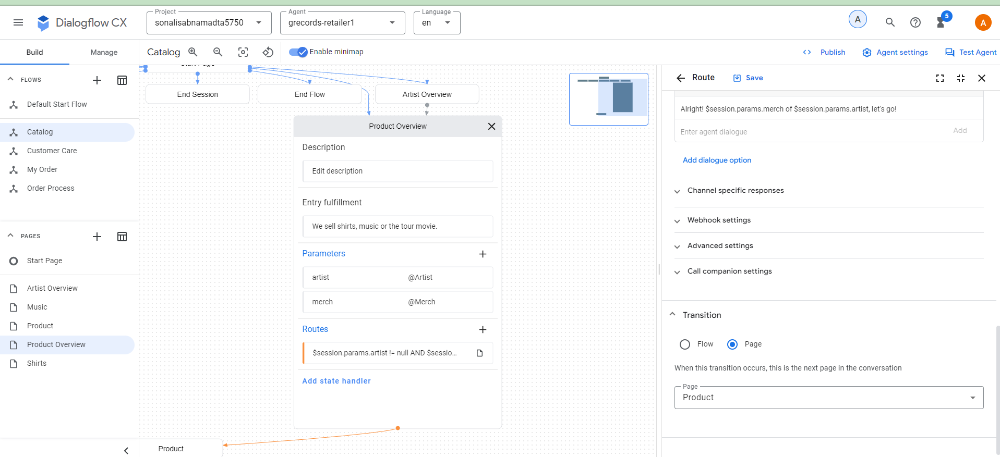 Dialogflow CX
Project
sonalisabnamadta5750
Agent
grecords-retailer1
Language
en
A
5
A
Build
Manage
Catalog
Enable minimap
Publish
Agent settings
Test Agent
FLOWS
Default Start Flow
Catalog
Customer Care
My Order
Order Process
PAGES
Start Page
Artist Overview
Music
Product
Product Overview
Shirts
Start Page
End Session
End Flow
Artist Overview
Product Overview
Description
Edit description
Entry fulfillment
We sell shirts, music or the tour movie.
Parameters
artist @Artist
merch @Merch
Routes
$session.params.artist != null AND $sessio...
Add state handler
Product
Route
Save
Alright! $session.params.merch of $session.params.artist, let's go!
Enter agent dialogue
Add
Add dialogue option
Channel specific responses
Webhook settings
Advanced settings
Call companion settings
Transition
Flow
Page
When this transition occurs, this is the next page in the conversation
Page
Product